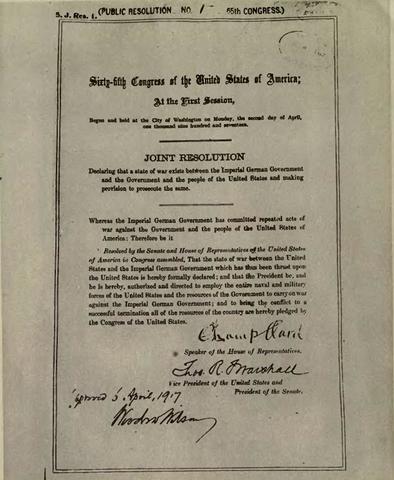 S. J. Res. 1. (PUBLIC RESOLUTION NO. 1 65th CONGRESS.)
Sixty-fifth Congress of the United States of America;
At the First Session,
Begun and held at the City of Washington on Monday, the second day of April,
one thousand nine hundred and seventeen.
JOINT RESOLUTION
Declaring that a state of war exists between the Imperial German Government
and the Government and the people of the United States and making
provision to prosecute the same.
Whereas the Imperial German Government has committed repeated acts of
war against the Government and the people of the United States of
America: Therefore be it
Resolved by the Senate and House of Representatives of the United States
of America in Congress assembled, That the state of war between the United
States and the Imperial German Government which has thus been thrust upon
the United States is hereby formally declared; and that the President be, and
he is hereby, authorized and directed to employ the entire naval and military
forces of the United States and the resources of the Government to carry on war
against the Imperial German Government; and to bring the conflict to a
successful termination all of the resources of the country are hereby pledged by
the Congress of the United States.
Champ Clark
Speaker of the House of Representatives.
Thos. R. Marshall
Vice President of the United States and
President of the Senate.
April, 1917
Woodrow Wilson